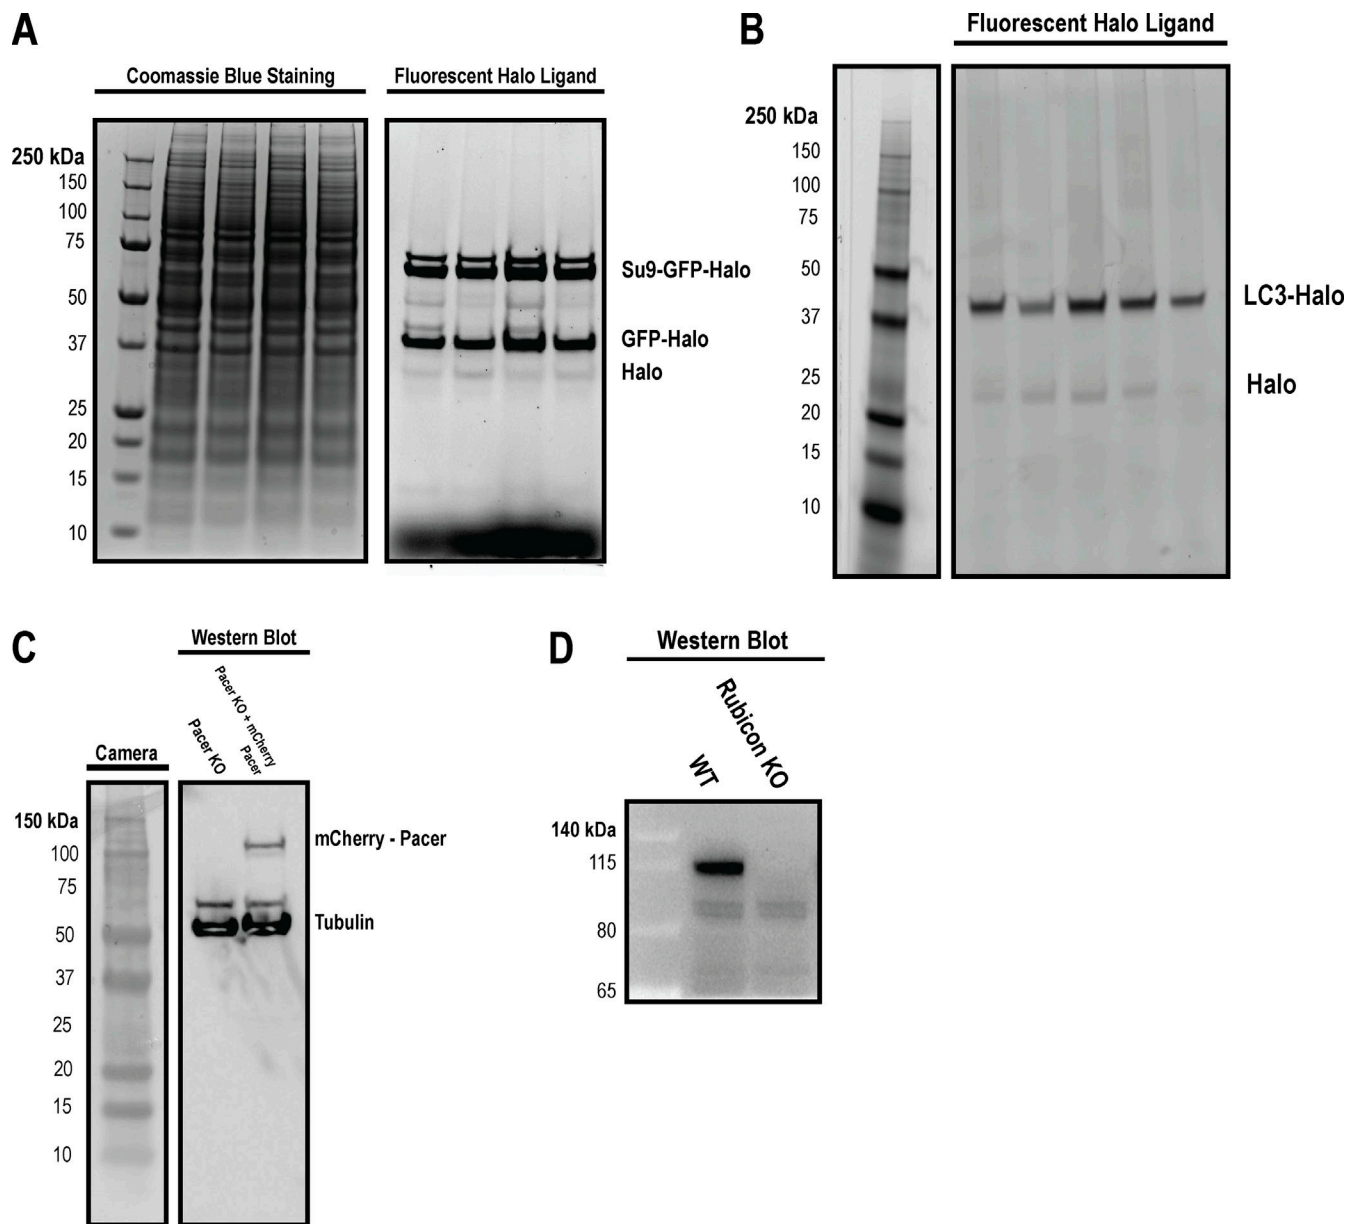 A
Coomassie Blue Staining
Fluorescent Halo Ligand
250 kDa
150
100
75
50
37
25
20
15
10
Su9-GFP-Halo
GFP-Halo
Halo
B
Fluorescent Halo Ligand
250 kDa
150
100
75
50
37
25
20
15
10
LC3-Halo
Halo
C
Western Blot
Camera
Pacer KO
Pacer KO + mCherry
Pacer
150 kDa
100
75
50
37
25
20
15
10
mCherry - Pacer
Tubulin
D
Western Blot
WT
Rubicon KO
140 kDa
115
80
65